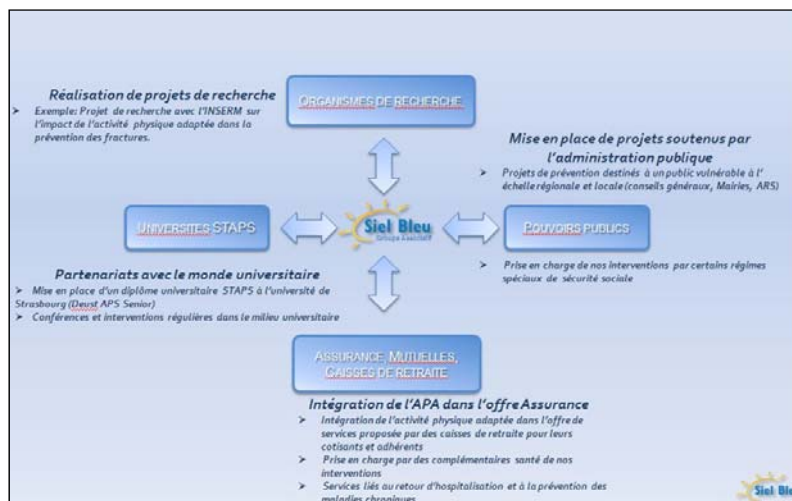 Réalisation de projets de recherche
➤ Exemple: Projet de recherche avec l'INSERM sur
l'impact de l'activité physique adaptée dans la
prévention des fractures.
ORGANISMES DE RECHERCHE
Mise en place de projets soutenus par
l'administration publique
➤ Projets de prévention destinés à un public vulnérable à l'
échelle régionale et locale (conseils généraux, Mairies, ARS)
UNIVERSITES STAPS
Siel Bleu
Groupe Associatif
POUVOIRS PUBLICS
➤ Prise en charge de nos interventions par certains régimes
spéciaux de sécurité sociale
Partenariats avec le monde universitaire
➤ Mise en place d'un diplôme universitaire STAPS à l'université de
Strasbourg (Deust APS Senior)
➤ Conférences et interventions régulières dans le milieu universitaire
ASSURANCE, MUTUELLES,
CAISSES DE RETRAITE
Intégration de l'APA dans l'offre Assurance
➤ Intégration de l'activité physique adaptée dans l'offre de
services proposée par des caisses de retraite pour leurs
cotisants et adhérents
➤ Prise en charge par des complémentaires santé de nos
interventions
➤ Services liés au retour d'hospitalisation et à la prévention des
maladies chroniques
Siel Bleu